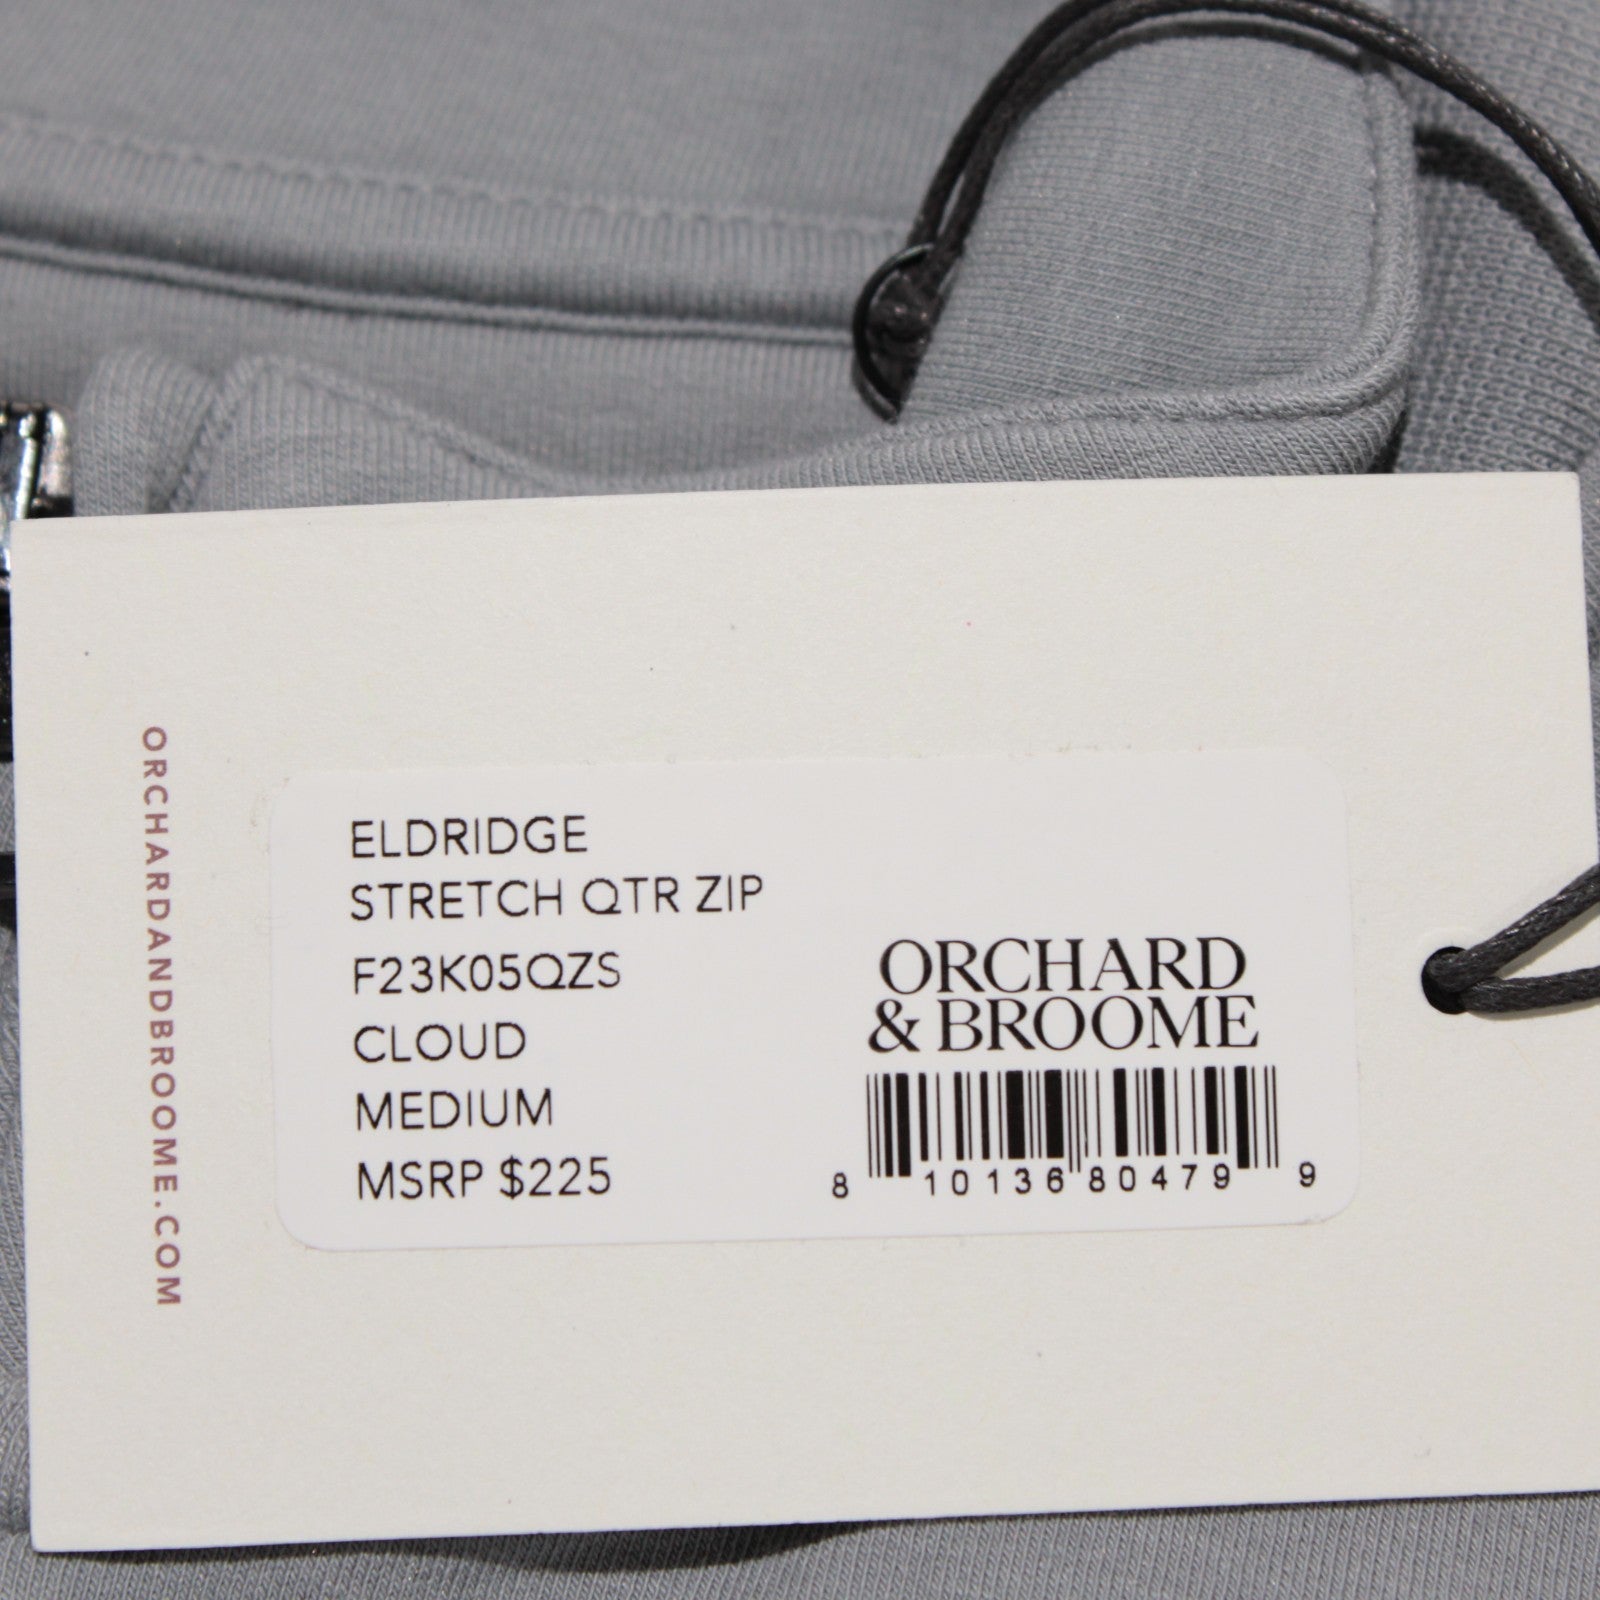 ORCHARDANDBROOME.COM
ELDRIDGE
STRETCH QTR ZIP
F23K05QZS
CLOUD
MEDIUM
MSRP $225
ORCHARD
& BROOME
8 10136 80479 9